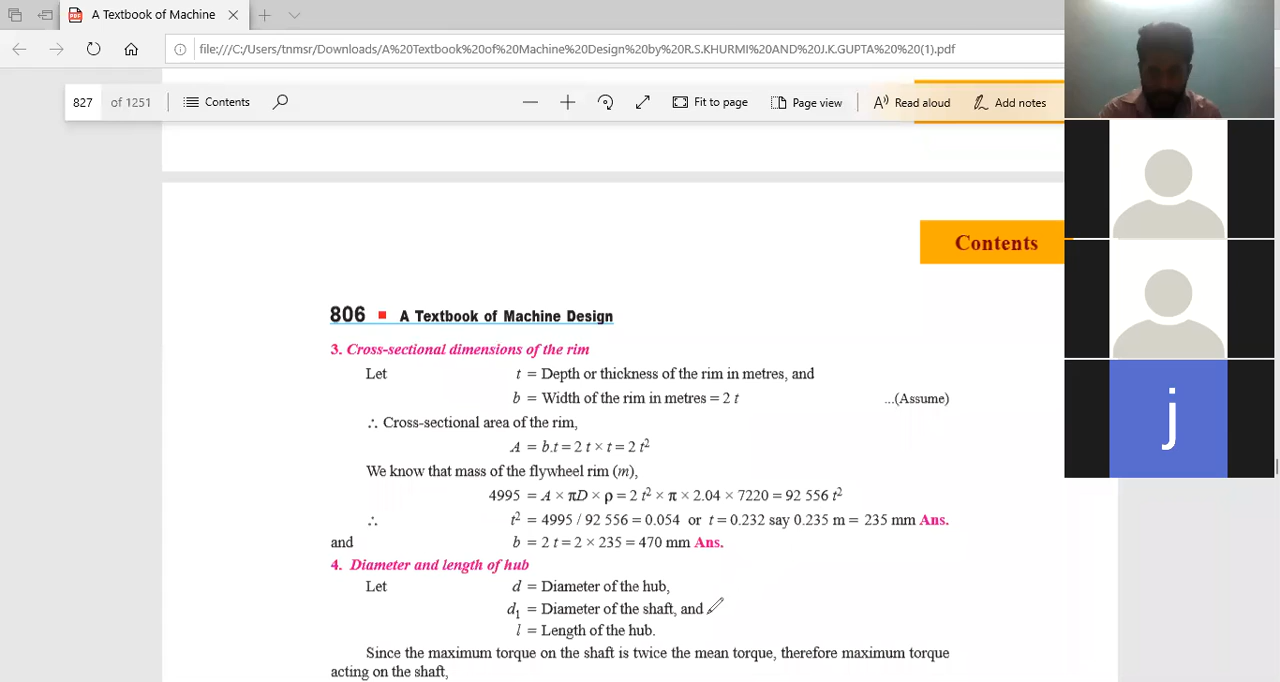 A Textbook of Machine
file:///C:/Users/tnmsr/Downloads/A%20Textbook%20of%20Machine%20Design%20by%20R.S.KHURMI%20AND%20J.K.GUPTA%20%20(1).pdf
827 of 1251 Contents Fit to page Page view A Read aloud Add notes
Contents
806 A Textbook of Machine Design
3. Cross-sectional dimensions of the rim
Let t = Depth or thickness of the rim in metres, and
b = Width of the rim in metres = 2 t ...(Assume)
∴ Cross-sectional area of the rim,
A = b.t = 2 t × t = 2 t²
We know that mass of the flywheel rim (m),
4995 = A × πD × ρ = 2 t² × π × 2.04 × 7220 = 92 556 t²
∴ t² = 4995 / 92 556 = 0.054 or t = 0.232 say 0.235 m = 235 mm Ans.
and b = 2 t = 2 × 235 = 470 mm Ans.
4. Diameter and length of hub
Let d = Diameter of the hub,
d₁ = Diameter of the shaft, and
l = Length of the hub.
Since the maximum torque on the shaft is twice the mean torque, therefore maximum torque
acting on the shaft,
j